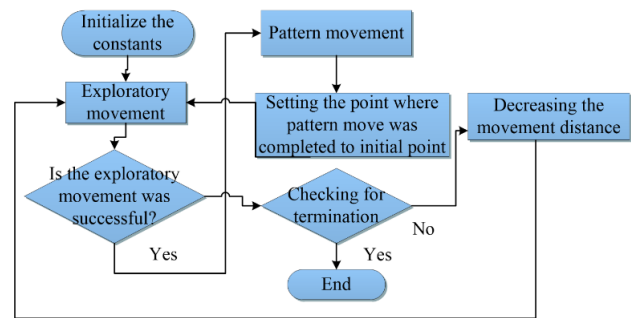 Initialize the
constants
Exploratory
movement
Is the exploratory
movement was
successful?
Yes
Pattern movement
Setting the point where
pattern move was
completed to initial point
Checking for
termination
No
Yes
End
Decreasing the
movement distance